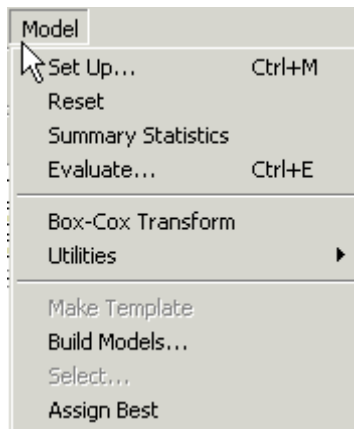 Model
Set Up... Ctrl+M
Reset
Summary Statistics
Evaluate... Ctrl+E
Box-Cox Transform
Utilities
Make Template
Build Models...
Select...
Assign Best